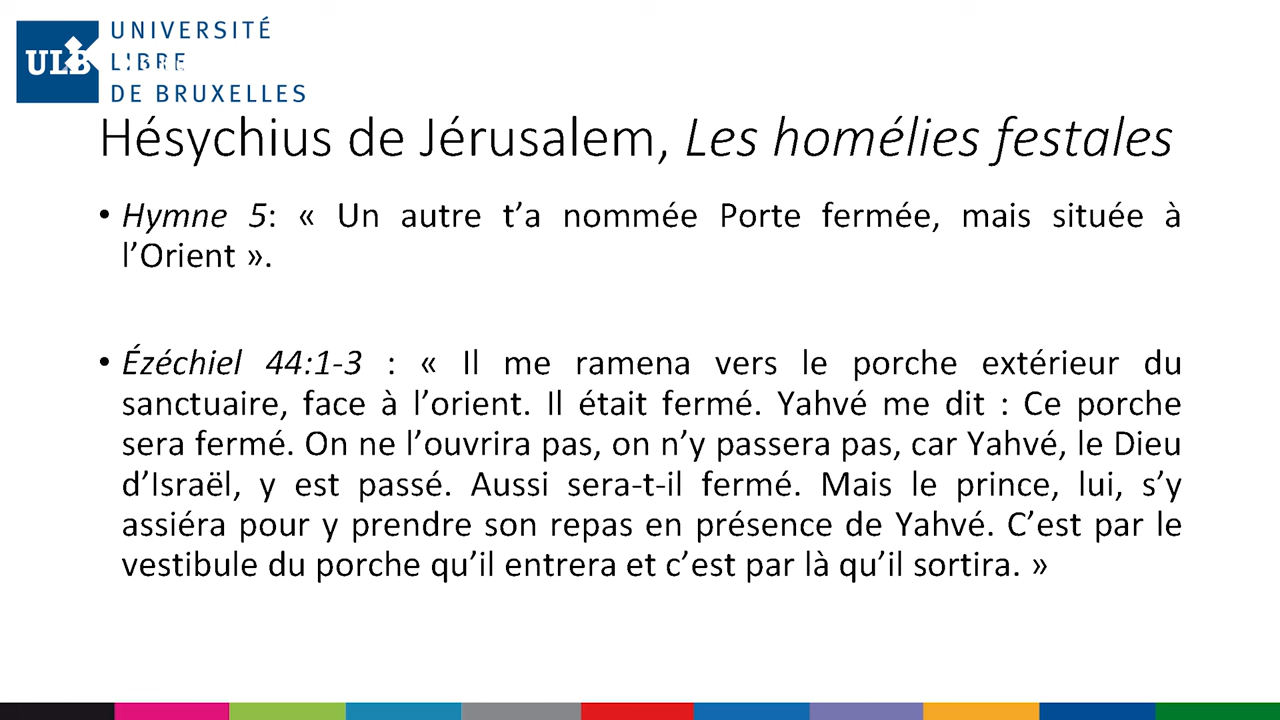 UNIVERSITÉ
ULB LIBRE
DE BRUXELLES
Hésychius de Jérusalem, Les homélies festales
• Hymne 5: « Un autre t’a nommée Porte fermée, mais située à
l’Orient ».
• Ézéchiel 44:1-3 : « Il me ramena vers le porche extérieur du
sanctuaire, face à l’orient. Il était fermé. Yahvé me dit : Ce porche
sera fermé. On ne l’ouvrira pas, on n’y passera pas, car Yahvé, le Dieu
d’Israël, y est passé. Aussi sera-t-il fermé. Mais le prince, lui, s’y
assiéra pour y prendre son repas en présence de Yahvé. C’est par le
vestibule du porche qu’il entrera et c’est par là qu’il sortira. »